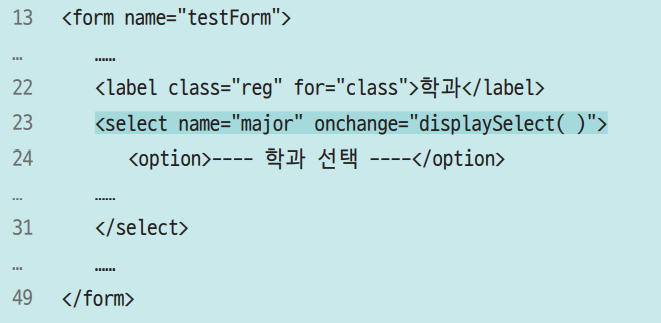 13 <form name="testForm">
… ……
22 <label class="reg" for="class">학과</label>
23 <select name="major" onchange="displaySelect( )">
24 <option>---- 학과 선택 ----</option>
… ……
31 </select>
… ……
49 </form>